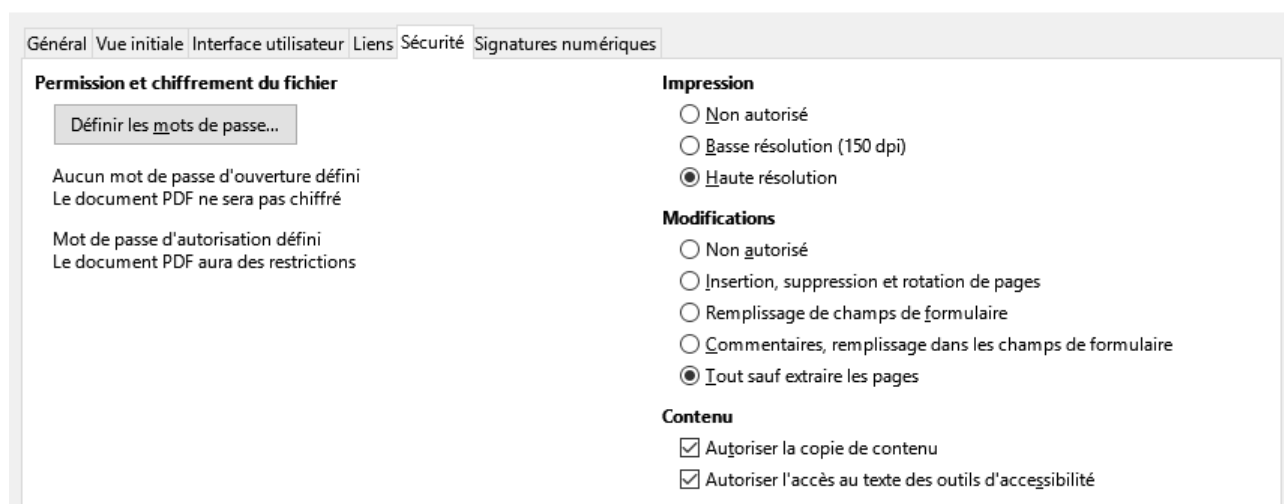 Général Vue initiale Interface utilisateur Liens Sécurité Signatures numériques
Permission et chiffrement du fichier
Définir les mots de passe...
Aucun mot de passe d'ouverture défini
Le document PDF ne sera pas chiffré
Mot de passe d'autorisation défini
Le document PDF aura des restrictions
Impression
Non autorisé
Basse résolution (150 dpi)
Haute résolution
Modifications
Non autorisé
Insertion, suppression et rotation de pages
Remplissage de champs de formulaire
Commentaires, remplissage dans les champs de formulaire
Tout sauf extraire les pages
Contenu
Autoriser la copie de contenu
Autoriser l'accès au texte des outils d'accessibilité